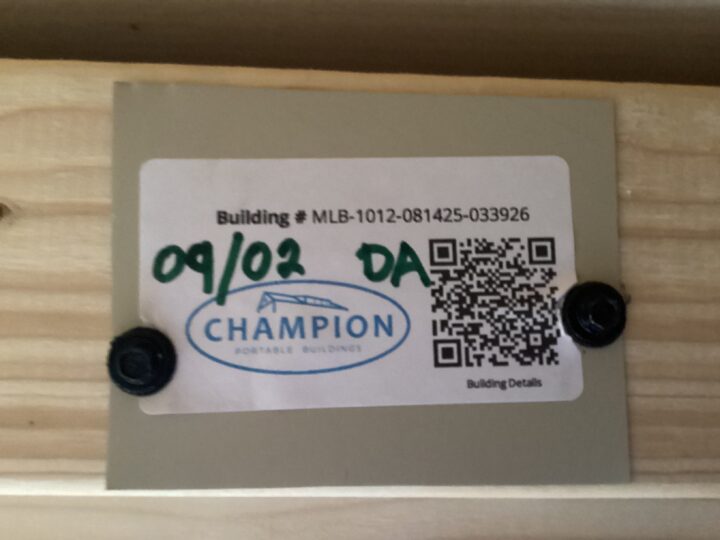 Building # MLB-1012-081425-033926
09/02 DA
CHAMPION
PORTABLE BUILDINGS
Building Details